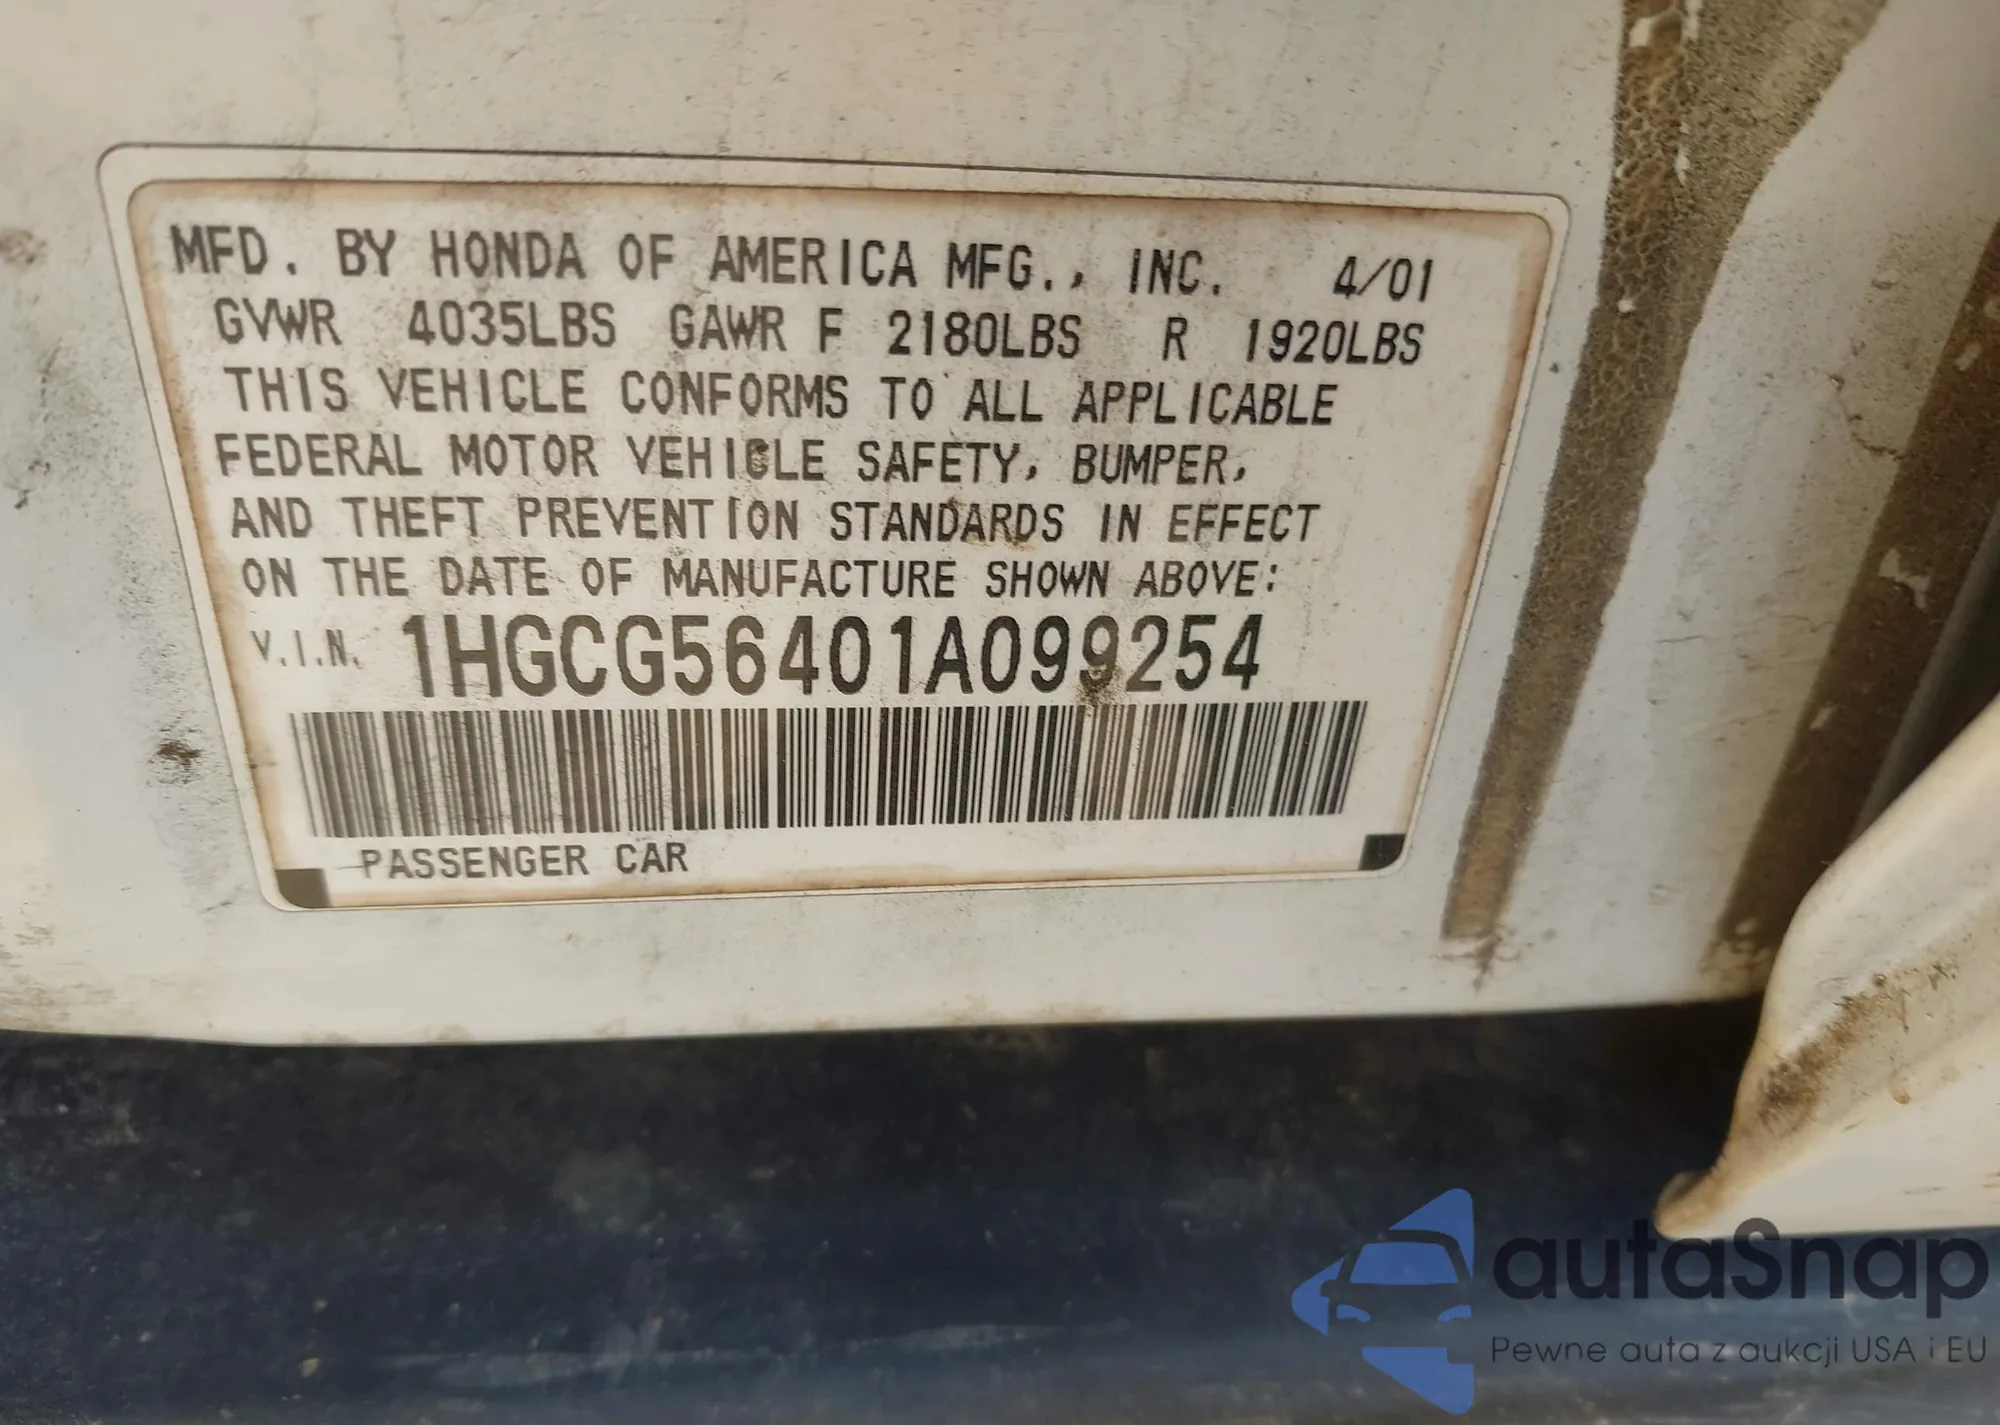 MFD. BY HONDA OF AMERICA MFG., INC. 4/01
GVWR 4035LBS GAWR F 2180LBS R 1920LBS
THIS VEHICLE CONFORMS TO ALL APPLICABLE
FEDERAL MOTOR VEHICLE SAFETY, BUMPER,
AND THEFT PREVENTION STANDARDS IN EFFECT
ON THE DATE OF MANUFACTURE SHOWN ABOVE:
V.I.N. 1HGCG56401A099254
PASSENGER CAR
autaSnap
Pewne auta z aukcji USA i EU